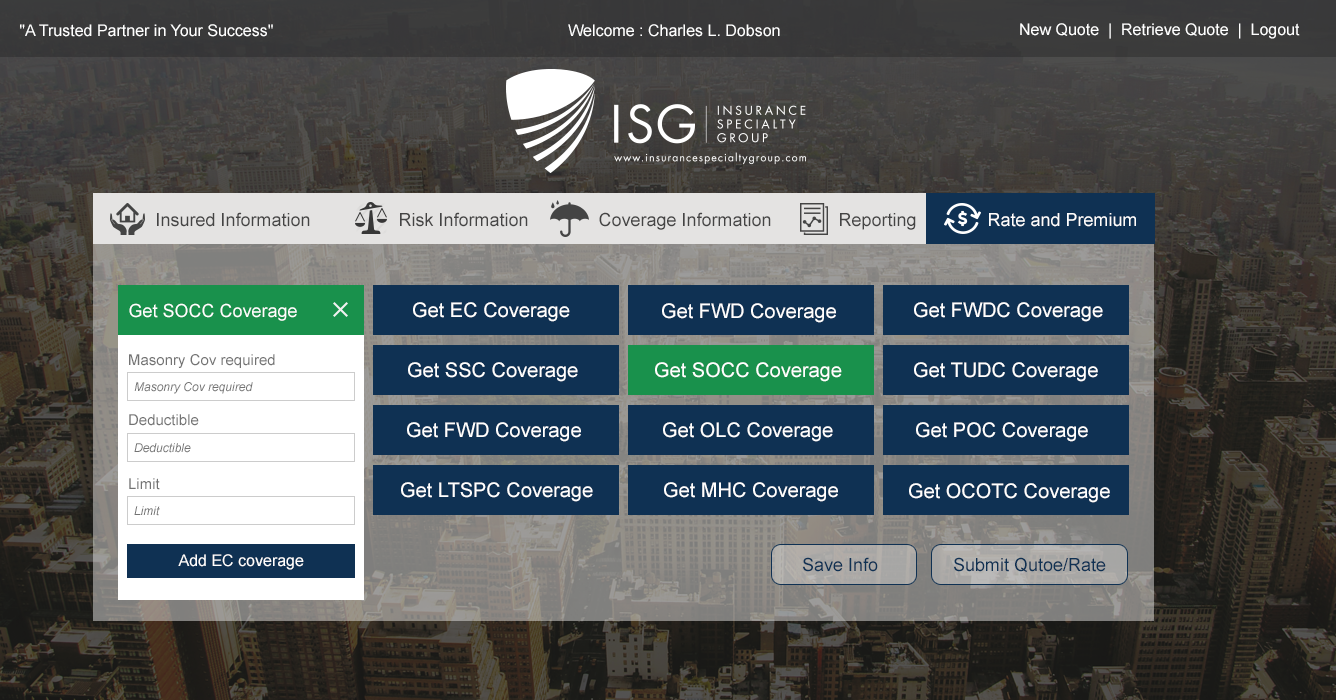 "A Trusted Partner in Your Success"
Welcome : Charles L. Dobson
New Quote | Retrieve Quote | Logout
ISG | INSURANCE
SPECIALTY
GROUP
www.insurancespecialtygroup.com
Insured Information
Risk Information
Coverage Information
Reporting
Rate and Premium
Get SOCC Coverage
Masonry Cov required
Masonry Cov required
Deductible
Deductible
Limit
Limit
Add EC coverage
Get EC Coverage
Get FWD Coverage
Get FWDC Coverage
Get SSC Coverage
Get SOCC Coverage
Get TUDC Coverage
Get FWD Coverage
Get OLC Coverage
Get POC Coverage
Get LTSPC Coverage
Get MHC Coverage
Get OCOTC Coverage
Save Info
Submit Qutoe/Rate